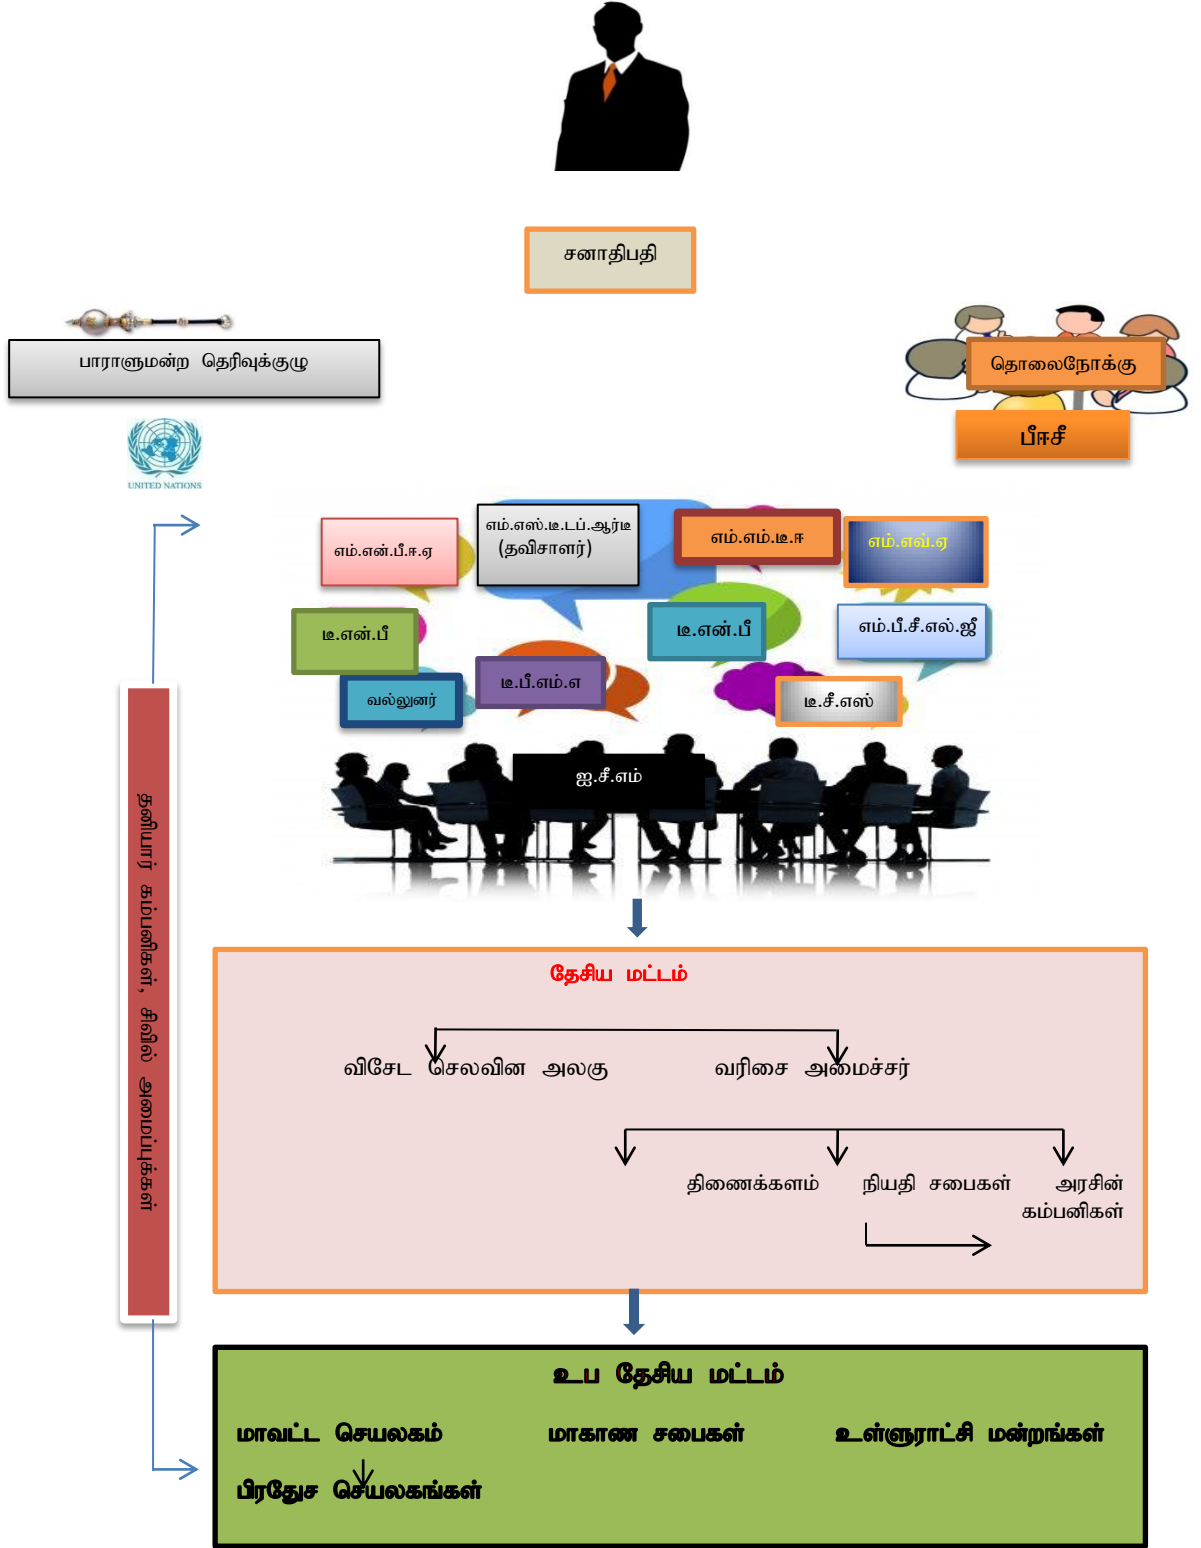 சனாதிபதி
பாராளுமன்ற தெரிவுக்குழு
தொலைநோக்கு
பீஈசீ
UNITED NATIONS
எம்.என்.பீ.ஈ.ஏ
எம்.எஸ்.டீ.டப்.ஆர்டீ
(தவிசாளர்)
எம்.எம்.டீ.ஈ
எம்.எவ்.ஏ
டீ.என்.பீ
டீ.என்.பீ
எம்.பீ.சீ.எல்.ஜீ
வல்லுனர்
டீ.பீ.எம்.எ
டீ.சீ.எஸ்
ஐ.சீ.எம்
தனியார் கம்பனிகள், சிவில் அமைப்புக்கள்
தேசிய மட்டம்
விசேட செலவின அலகு
வரிசை அமைச்சர்
திணைக்களம்
நியதி சபைகள்
அரசின்
கம்பனிகள்
உப தேசிய மட்டம்
மாவட்ட செயலகம்
மாகாண சபைகள்
உள்ளுராட்சி மன்றங்கள்
பிரதேுச செயலகங்கள்